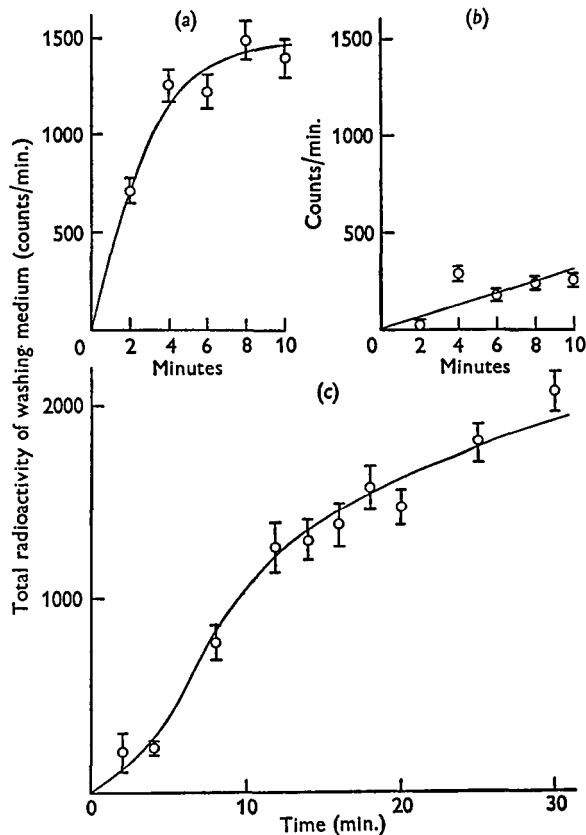 (a)
(b)
1500
1000
500
0
2 4 6 8 10
Minutes
1500
1000
500
0
2 4 6 8 10
Minutes
Counts/min.
Total radioactivity of washing medium (counts/min.)
(c)
2000
1000
0 10 20 30
Time (min.)